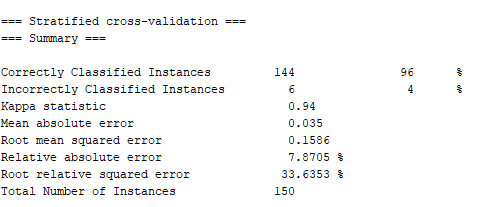 === Stratified cross-validation ===
=== Summary ===
Correctly Classified Instances 144 96 %
Incorrectly Classified Instances 6 4 %
Kappa statistic 0.94
Mean absolute error 0.035
Root mean squared error 0.1586
Relative absolute error 7.8705 %
Root relative squared error 33.6353 %
Total Number of Instances 150